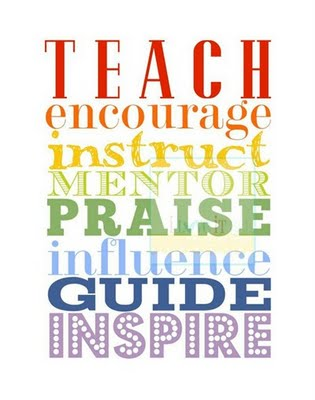 TEACH
encourage
instruct
MENTOR
PRAISE
influence
GUIDE
INSPIRE